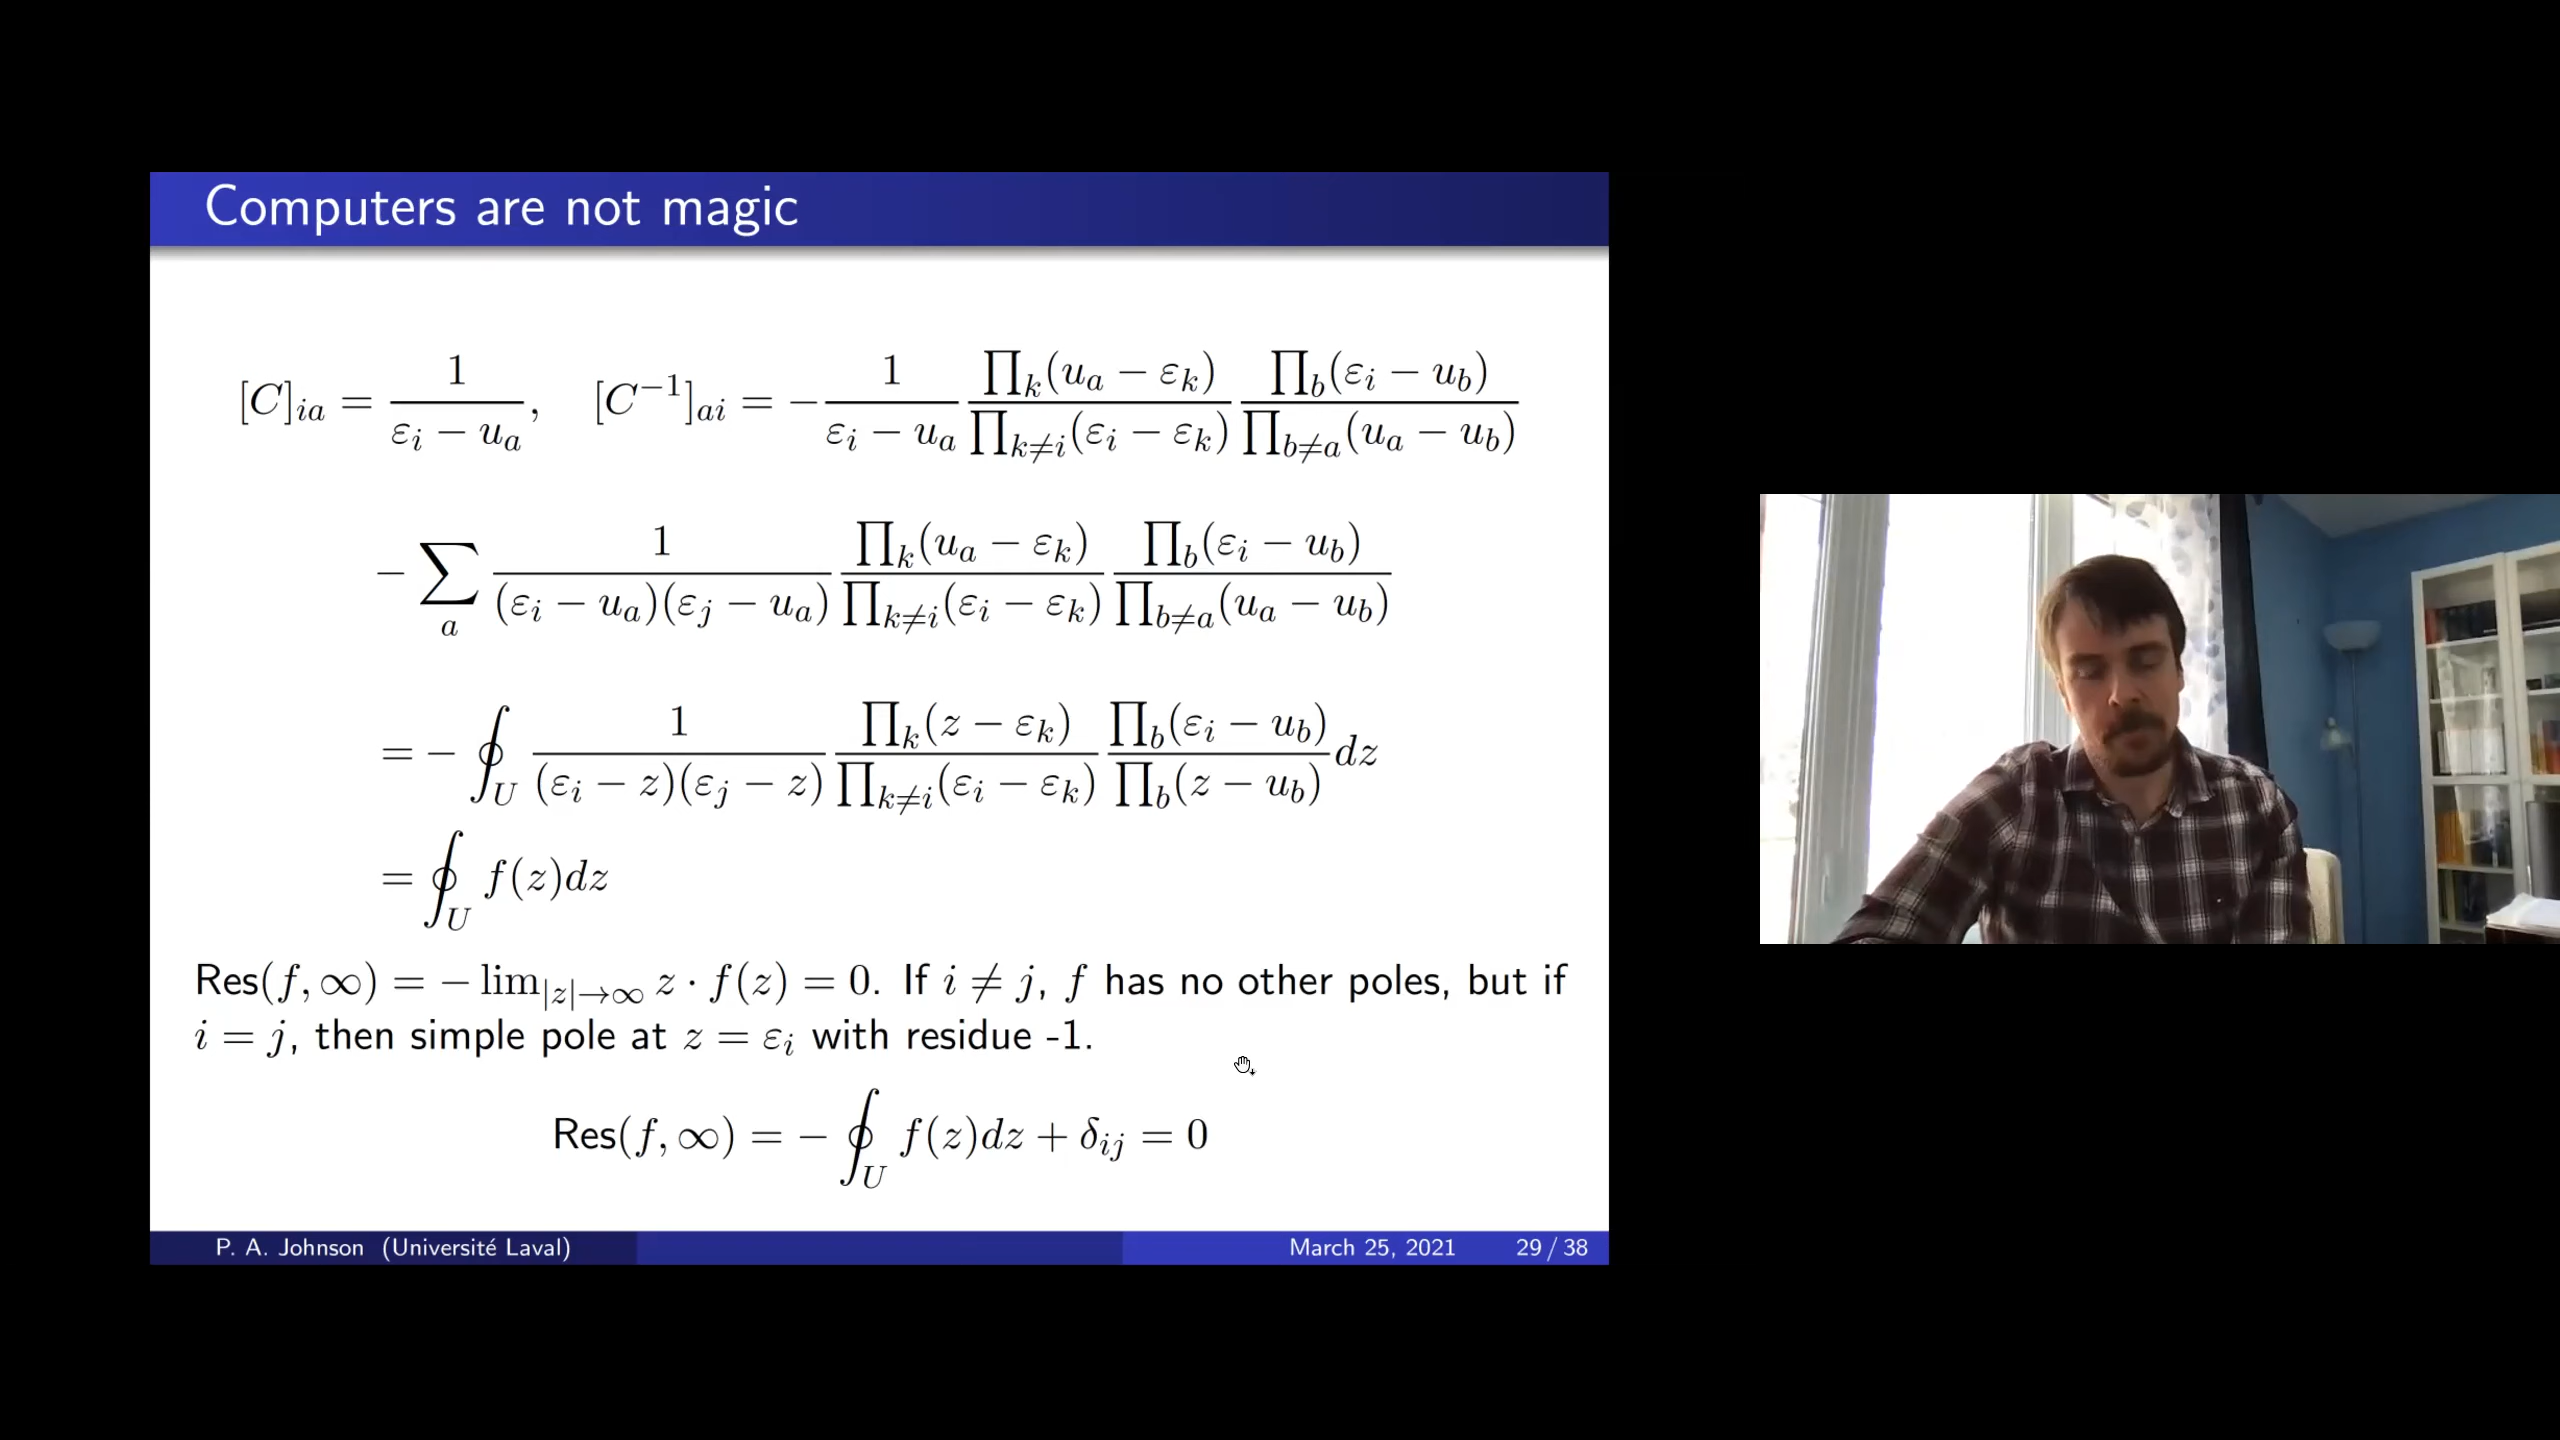 Computers are not magic
[C]_{ia} = \frac{1}{\varepsilon_i - u_a}, [C^{-1}]_{ai} = -\frac{1}{\varepsilon_i - u_a} \frac{\prod_k (u_a - \varepsilon_k)}{\prod_{k \neq i} (\varepsilon_i - \varepsilon_k)} \frac{\prod_b (\varepsilon_i - u_b)}{\prod_{b \neq a} (u_a - u_b)}
-\sum_a \frac{1}{(\varepsilon_i - u_a)(\varepsilon_j - u_a)} \frac{\prod_k (u_a - \varepsilon_k)}{\prod_{k \neq i} (\varepsilon_i - \varepsilon_k)} \frac{\prod_b (\varepsilon_i - u_b)}{\prod_{b \neq a} (u_a - u_b)}
= -\oint_U \frac{1}{(\varepsilon_i - z)(\varepsilon_j - z)} \frac{\prod_k (z - \varepsilon_k)}{\prod_{k \neq i} (\varepsilon_i - \varepsilon_k)} \frac{\prod_b (\varepsilon_i - u_b)}{\prod_b (z - u_b)} dz
= \oint_U f(z)dz
Res(f, ∞) = − lim_{|z|→∞} z · f(z) = 0. If i ≠ j, f has no other poles, but if
i = j, then simple pole at z = ε_i with residue -1.
Res(f, ∞) = −∮_U f(z)dz + δ_{ij} = 0
P. A. Johnson (Université Laval) March 25, 2021 29 / 38